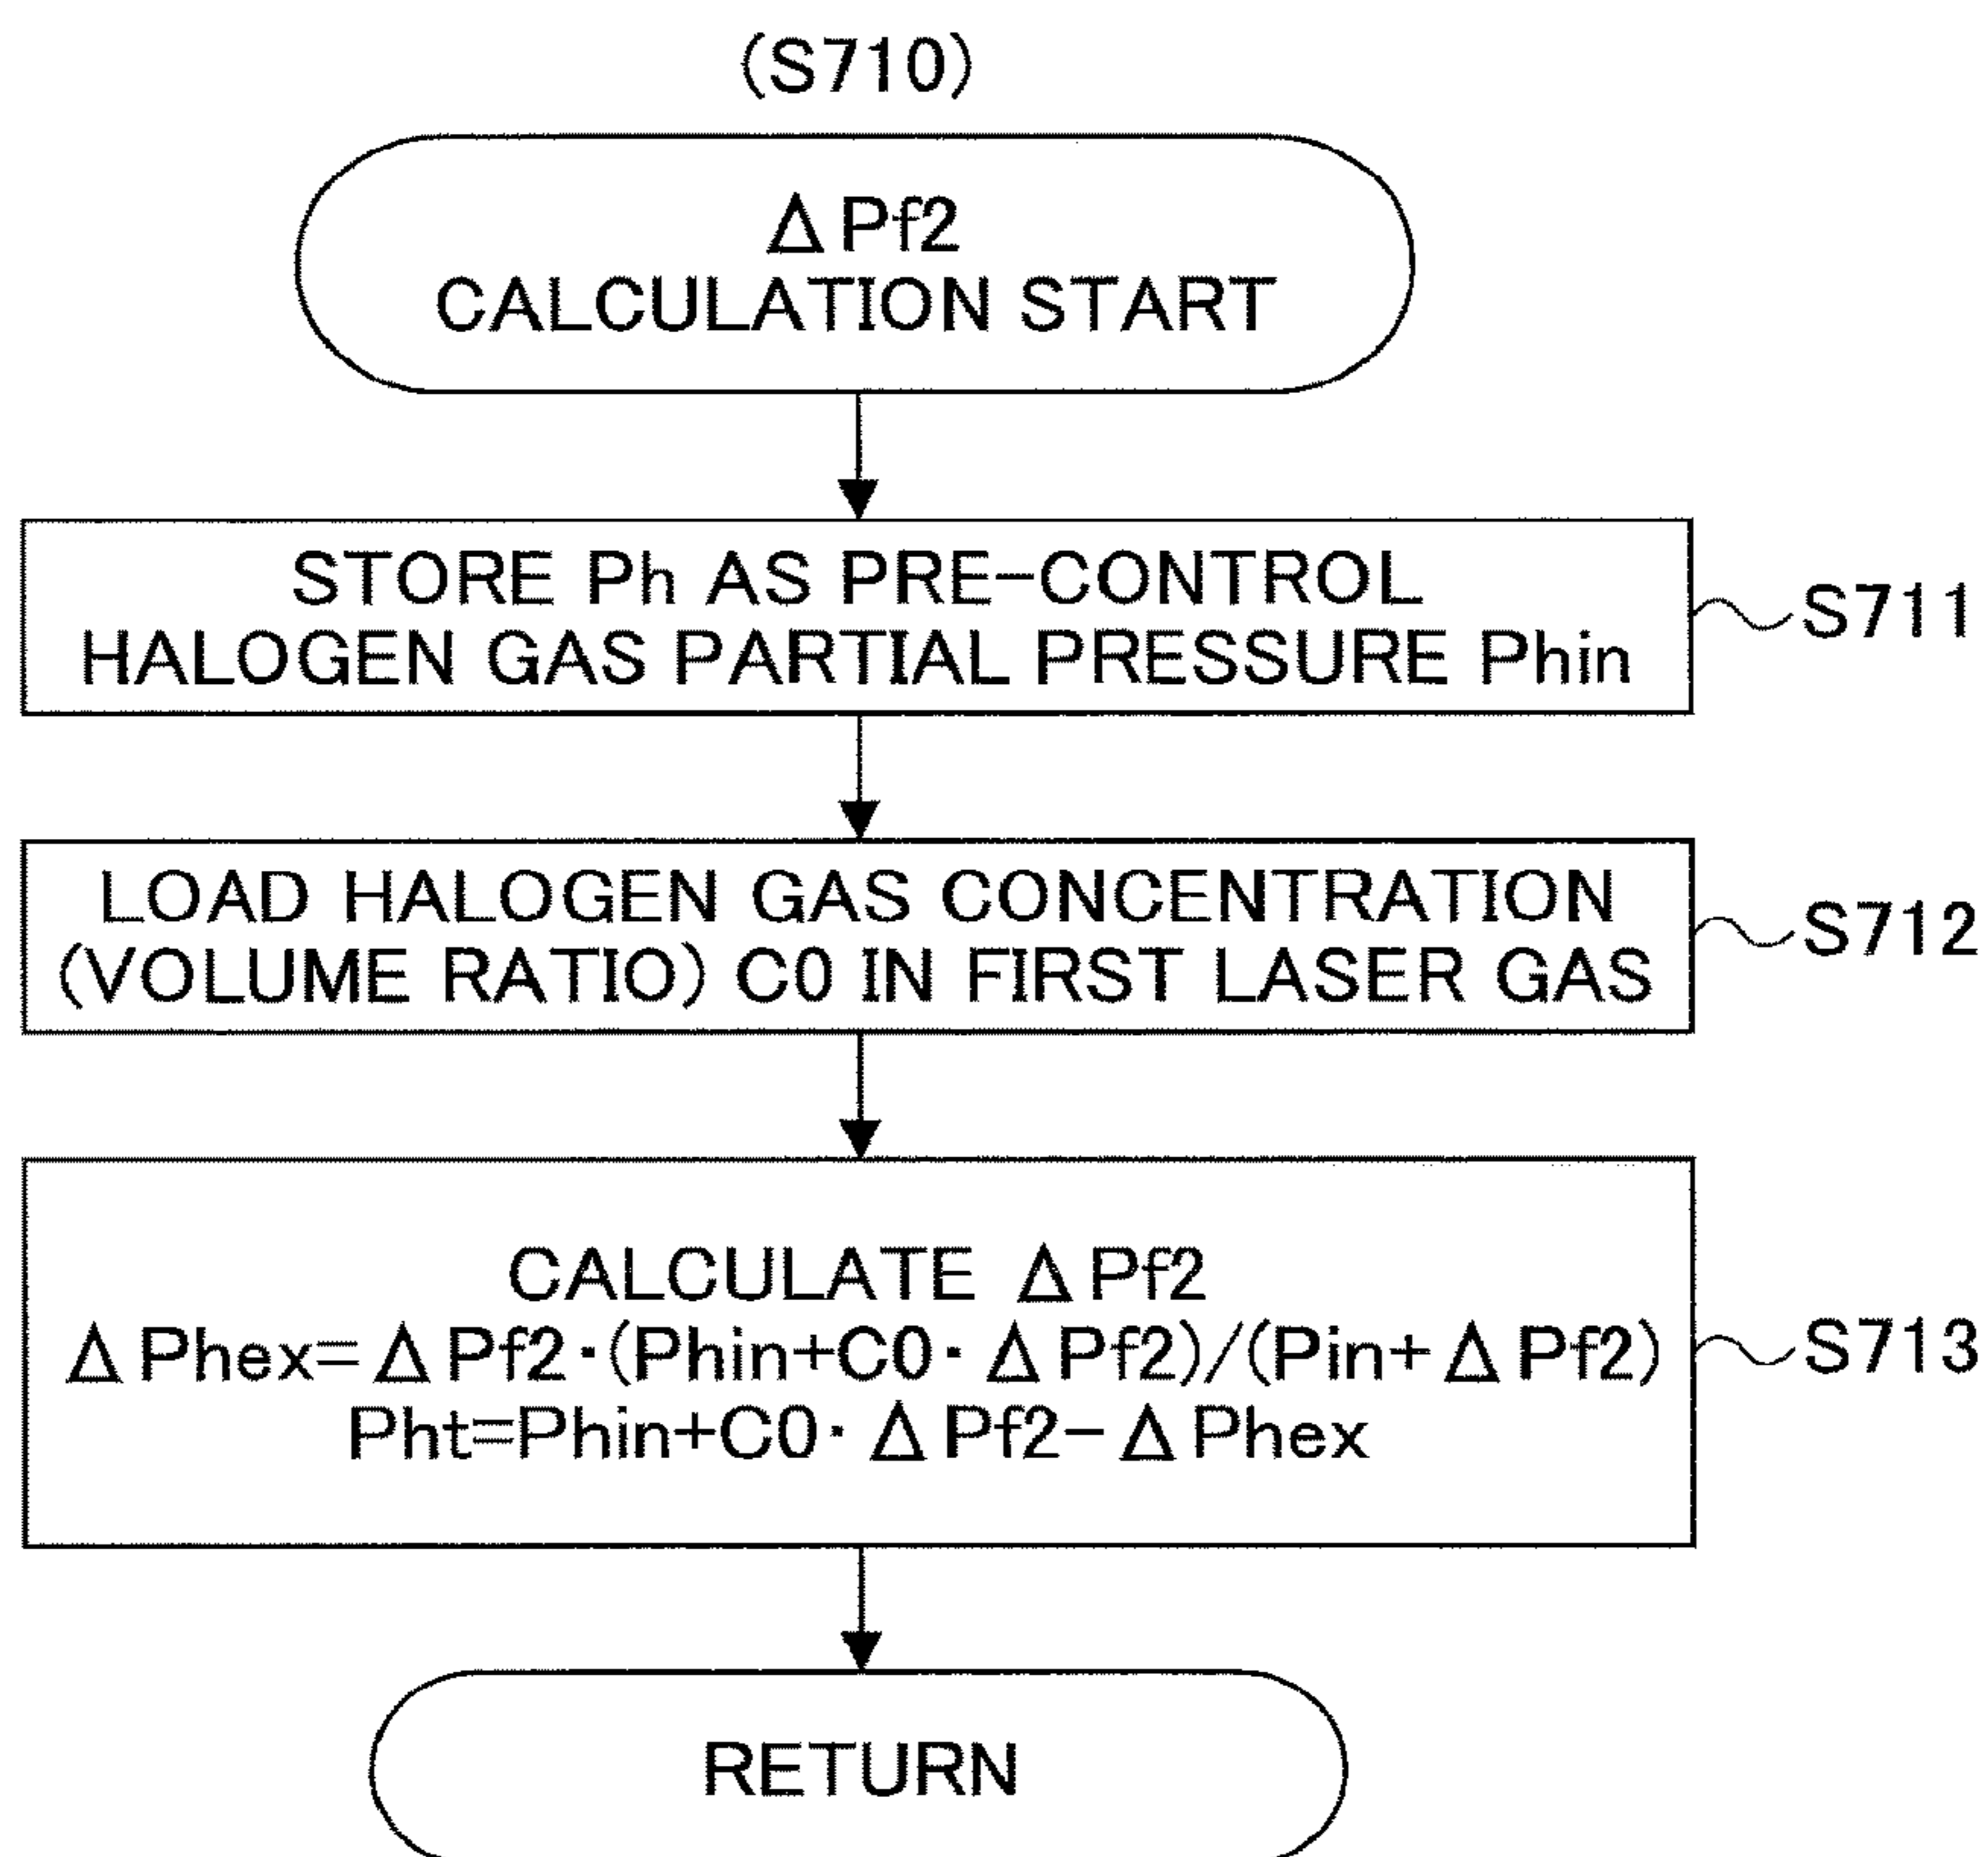 (S710)
ΔPf2
CALCULATION START
STORE Ph AS PRE-CONTROL
HALOGEN GAS PARTIAL PRESSURE Phin
S711
LOAD HALOGEN GAS CONCENTRATION
(VOLUME RATIO) C0 IN FIRST LASER GAS
S712
CALCULATE ΔPf2
ΔPhex=ΔPf2·(Phin+C0·ΔPf2)/(Pin+ΔPf2)
Pht=Phin+C0·ΔPf2-ΔPhex
S713
RETURN